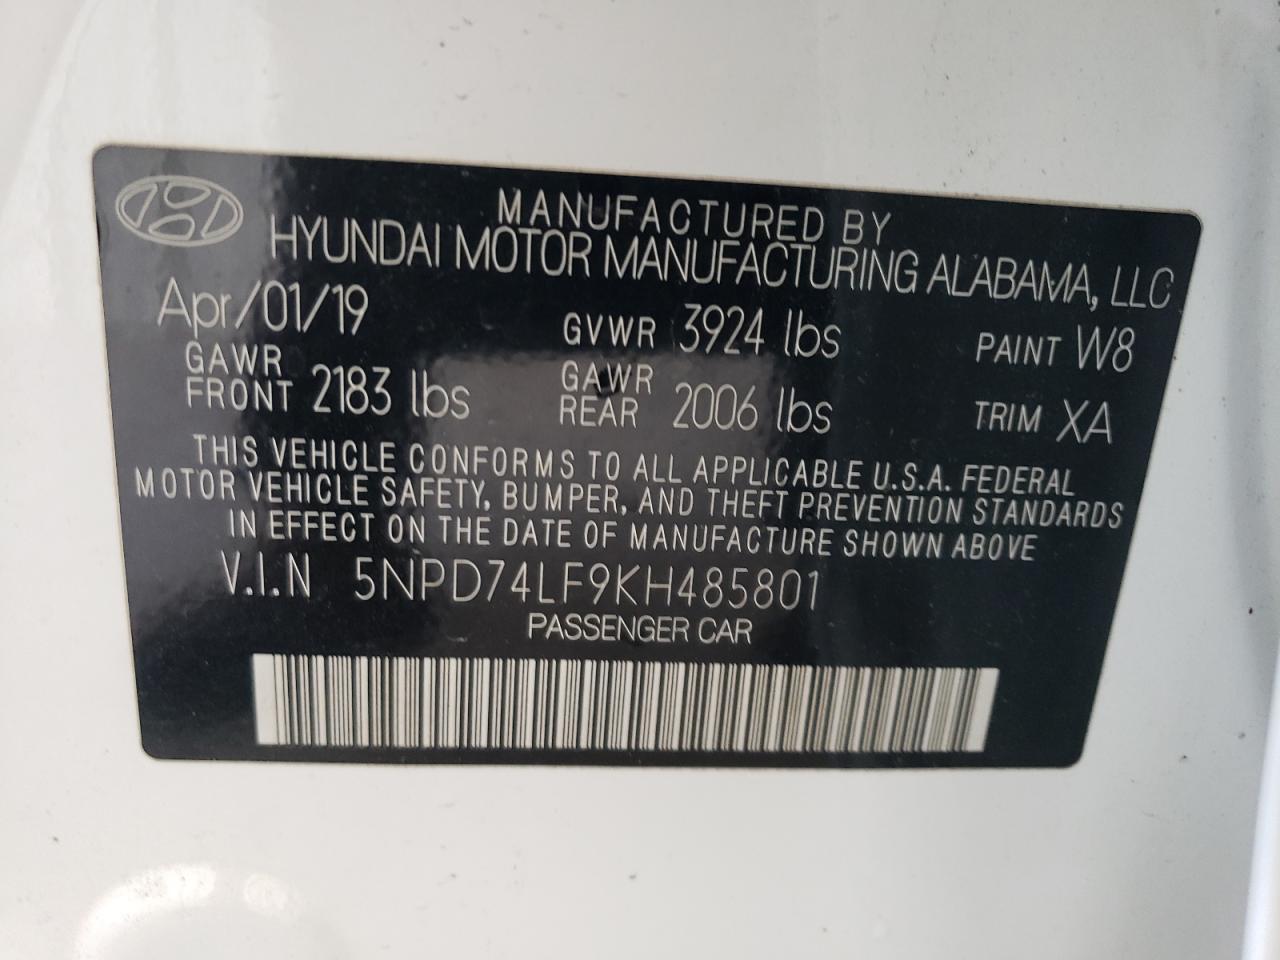 MANUFACTURED BY
HYUNDAI MOTOR MANUFACTURING ALABAMA, LLC
Apr/01/19 GVWR 3924 lbs PAINT W8
GAWR FRONT 2183 lbs GAWR REAR 2006 lbs TRIM XA
THIS VEHICLE CONFORMS TO ALL APPLICABLE U.S.A. FEDERAL
MOTOR VEHICLE SAFETY, BUMPER, AND THEFT PREVENTION STANDARDS
IN EFFECT ON THE DATE OF MANUFACTURE SHOWN ABOVE
V.I.N 5NPD74LF9KH485801
PASSENGER CAR